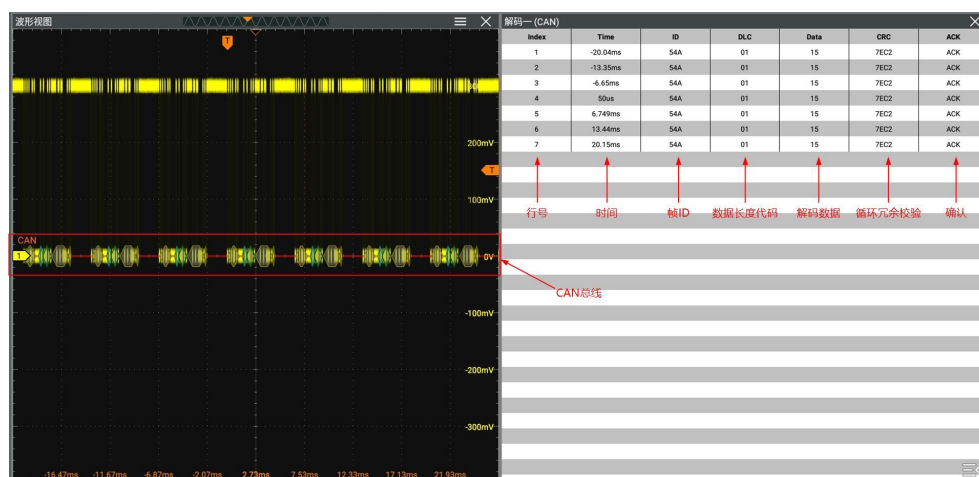 波形视图
T
300mV
200mV
T
100mV
CAN
1
0V
-100mV
-200mV
-300mV
-16.47ms -11.67ms -6.87ms -2.07ms 2.73ms 7.53ms 12.33ms 17.13ms 21.93ms
解码一 (CAN)
Index Time ID DLC Data CRC ACK
1 -20.04ms 54A 01 15 7EC2 ACK
2 -13.35ms 54A 01 15 7EC2 ACK
3 -6.65ms 54A 01 15 7EC2 ACK
4 50us 54A 01 15 7EC2 ACK
5 6.749ms 54A 01 15 7EC2 ACK
6 13.44ms 54A 01 15 7EC2 ACK
7 20.15ms 54A 01 15 7EC2 ACK
行号 时间 帧ID 数据长度代码 解码数据 循环冗余校验 确认
CAN总线